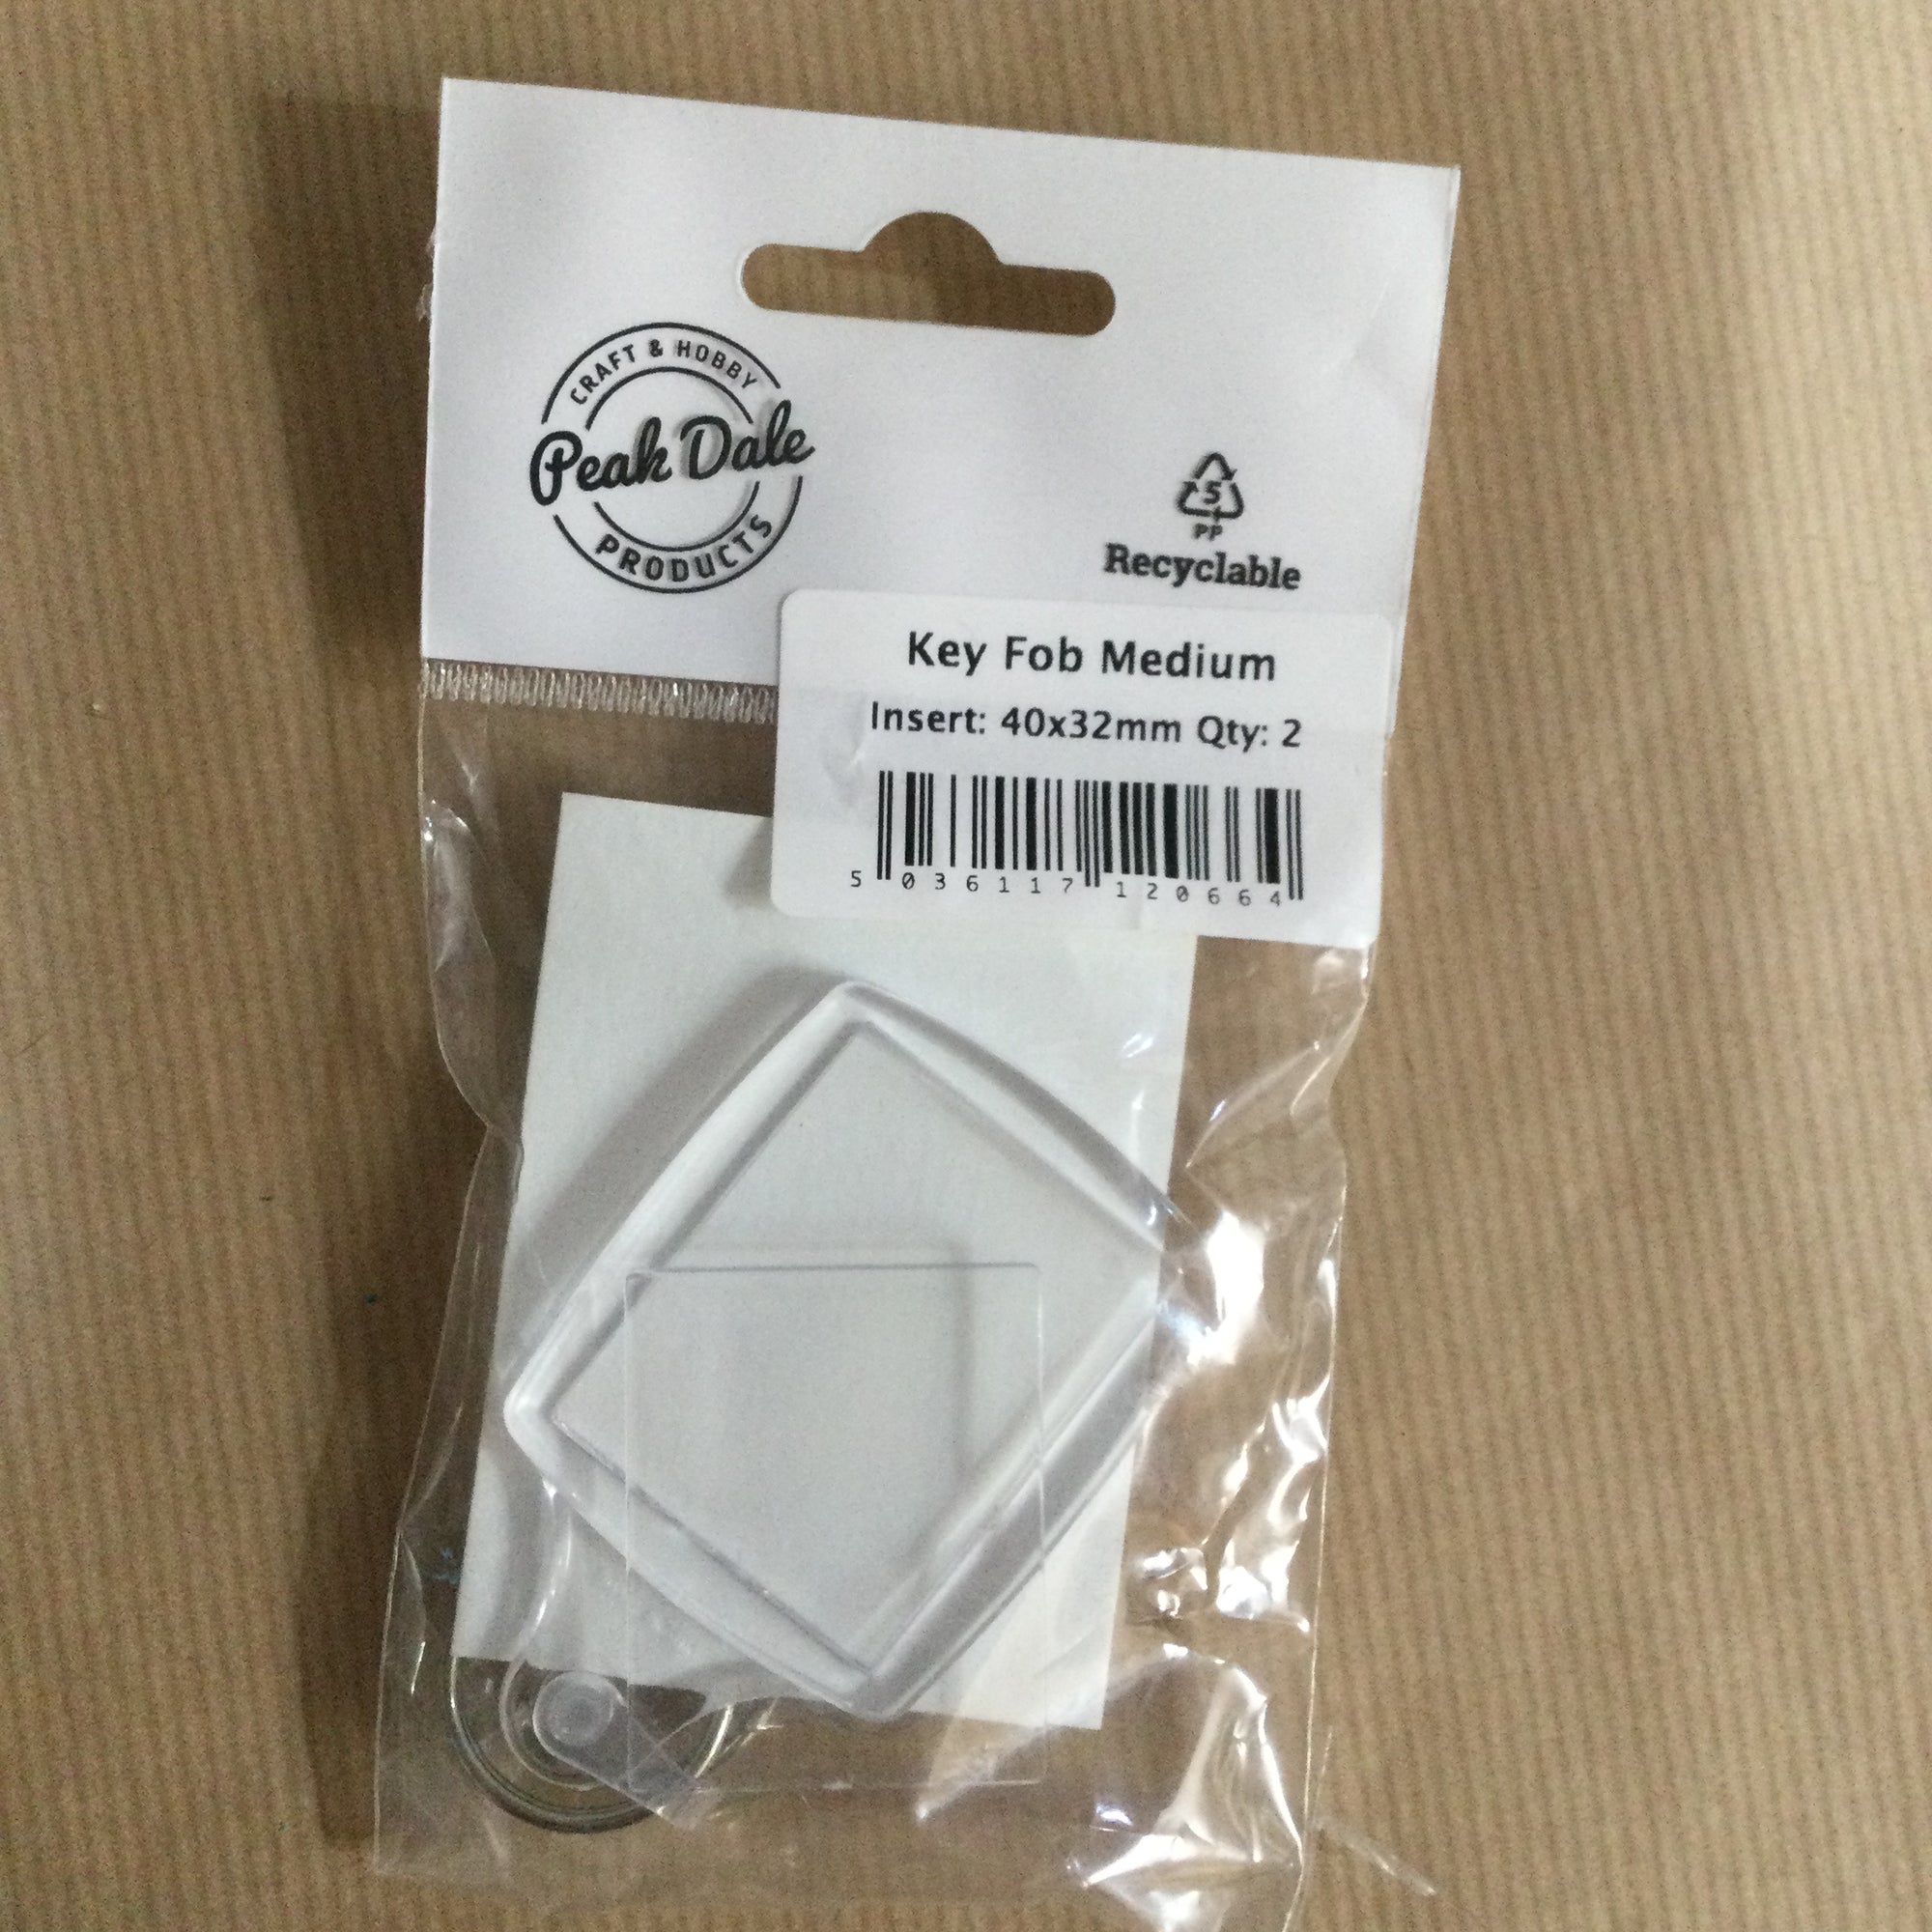 CRAFT & HOBBY
Peak Dale
PRODUCTS
5
PP
Recyclable
Key Fob Medium
Insert: 40x32mm Qty: 2
5 036117 120664